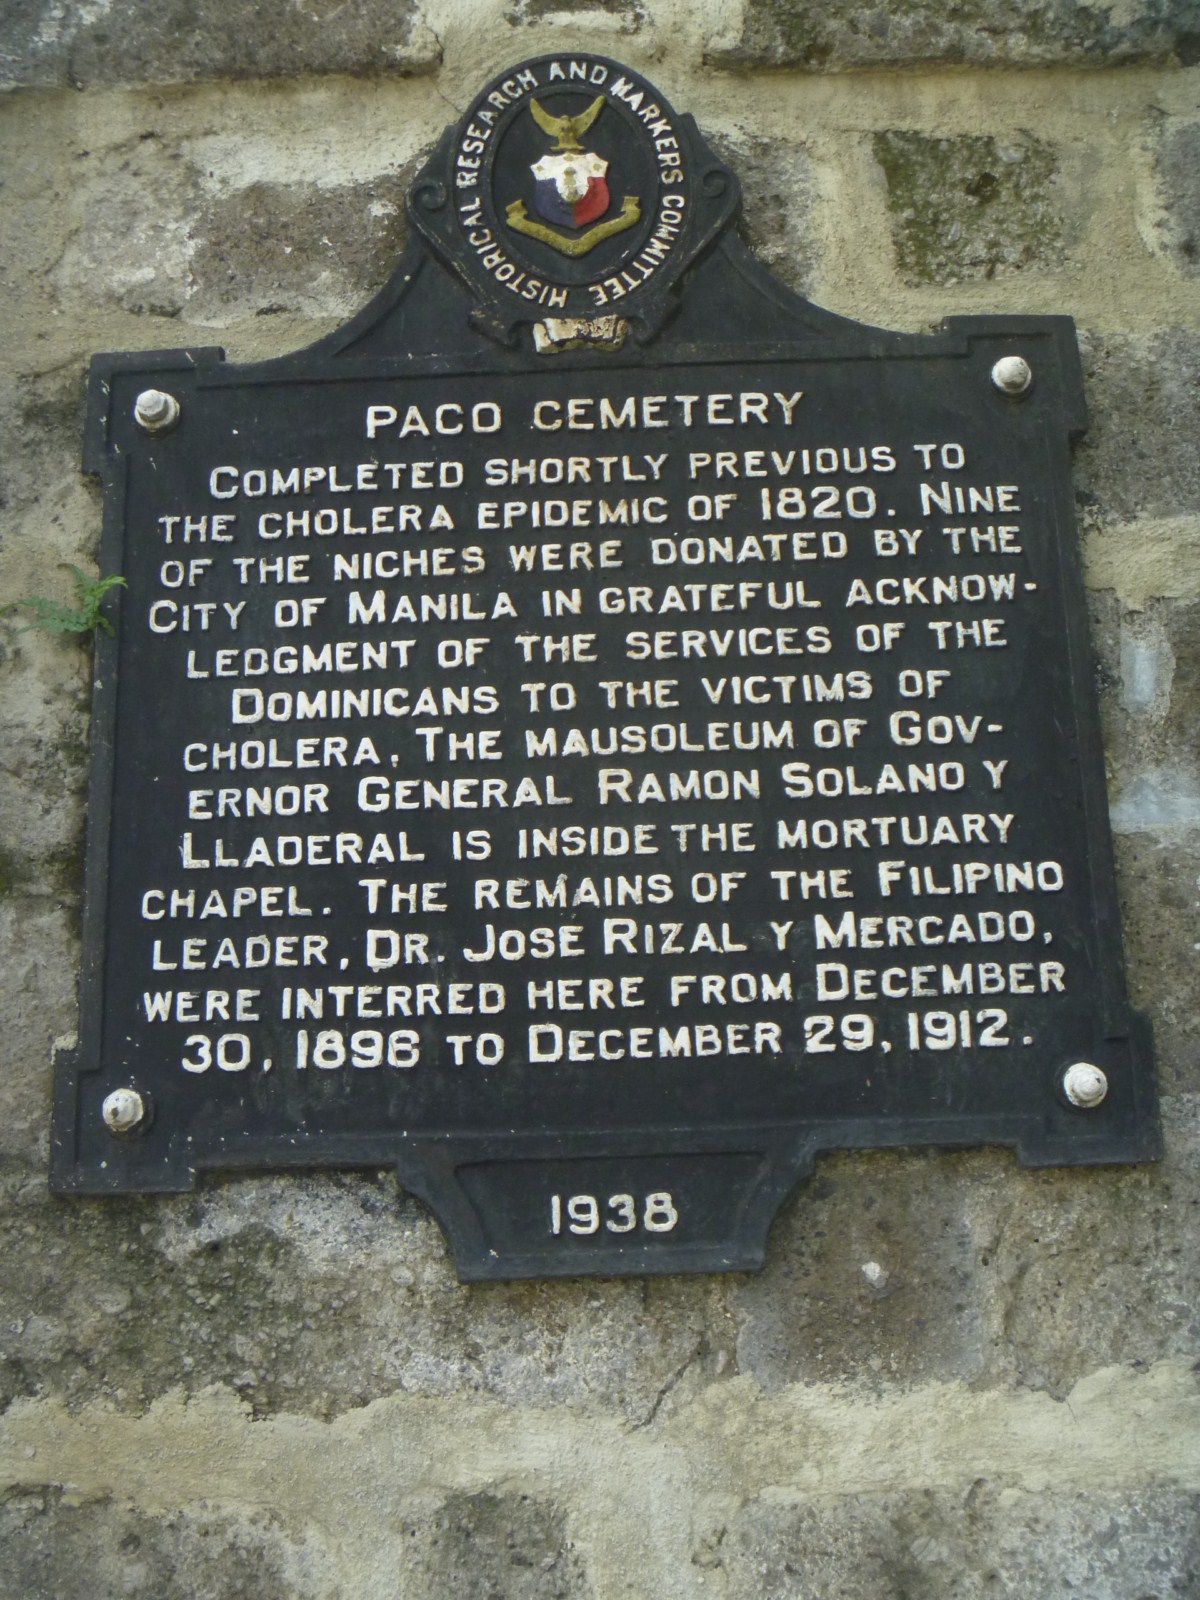 HISTORICAL RESEARCH AND MARKERS COMMITTEE
PACO CEMETERY
COMPLETED SHORTLY PREVIOUS TO
THE CHOLERA EPIDEMIC OF 1820. NINE
OF THE NICHES WERE DONATED BY THE
CITY OF MANILA IN GRATEFUL ACKNOW-
LEDGMENT OF THE SERVICES OF THE
DOMINICANS TO THE VICTIMS OF
CHOLERA. THE MAUSOLEUM OF GOV-
ERNOR GENERAL RAMON SOLANO Y
LLADERAL IS INSIDE THE MORTUARY
CHAPEL. THE REMAINS OF THE FILIPINO
LEADER, DR. JOSE RIZAL Y MERCADO,
WERE INTERRED HERE FROM DECEMBER
30, 1896 TO DECEMBER 29, 1912.
1938